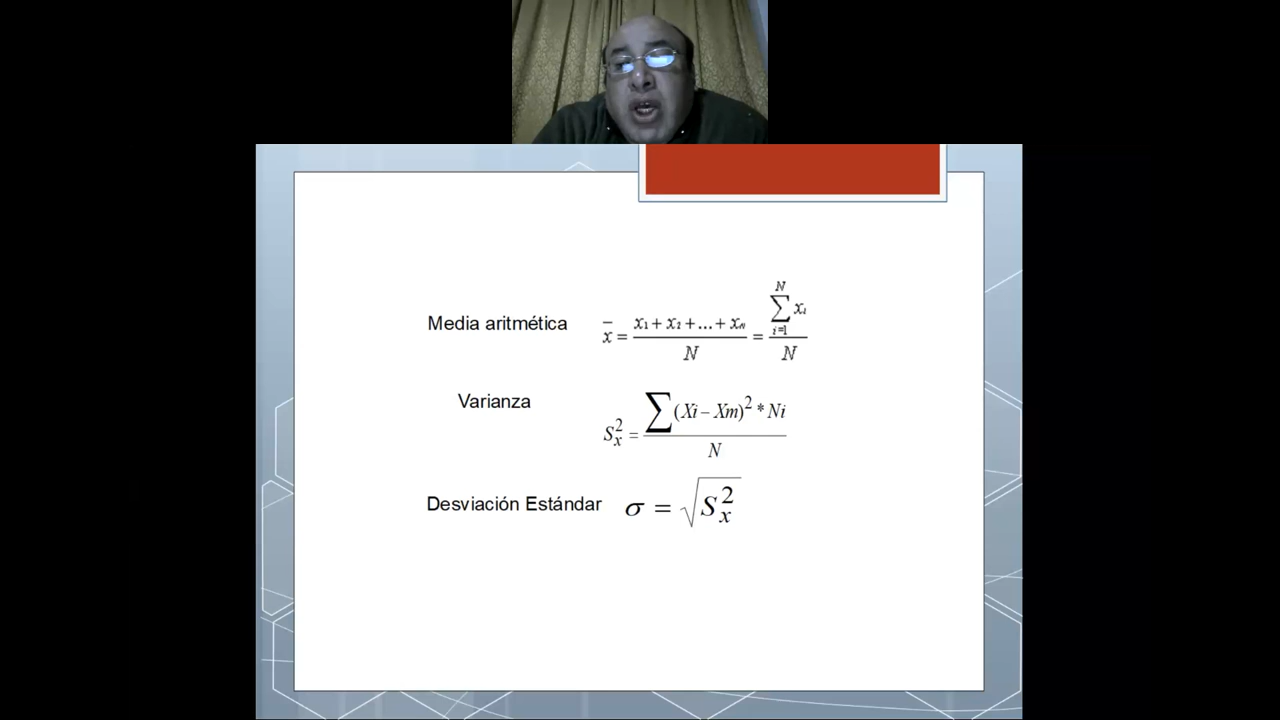 Media aritmética x̄ = (x₁ + x₂ + ... + xₙ) / N = (∑ᵢ₌₁ᴺ xᵢ) / N
Varianza Sₓ² = ∑(Xi – Xm)² * Ni / N
Desviación Estándar σ = √Sₓ²